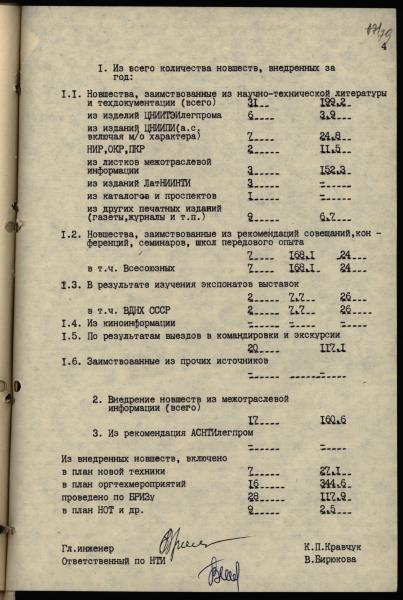 4
I. Из всего количества новшеств, внедренных за
год:
I.I. Новшества, заимствованные из научно-технической литературы
и техдокументации (всего) 31 199.2
из изделий ЦНИИТЭИлегпрома 6 3.9
из изданий ЦНИИПИ(а.с.
включая м/о характера) 7 24.8
НИР,ОКР,ПКР 2 11.5
из листков межотраслевой
информации 3 152.3
из изданий ЛатНИИНТИ 3 -
из каталогов и проспектов I -
из других печатных изданий
(газеты,журналы и т.п.) 9 6.7
I.2. Новшества, заимствованные из рекомендаций совещаний,кон -
ференций, семинаров, школ передового опыта
7 168.I 24
в т.ч. Всесоюзных 7 168.I 24
I.3. В результате изучения экспонатов выставок
2 7.7 26
в т.ч. ВДНХ СССР 2 7.7 26
I.4. Из киноинформации - - -
I.5. По результатам выездов в командировки и экскурсии
20 117.I
I.6. Заимствованные из прочих источников
- - -
2. Внедрение новшеств из межотраслевой
информации (всего)
17 160.6
3. Из рекомендация АСНТИлегпром
- -
Из внедренных новшеств, включено
в план новой техники 7 27.I
в план оргтехмероприятий 16 344.6
проведено по БРИЗу 28 117.9
в план НОТ и др. 9 2.5
Гл.инженер К.П.Кравчук
Ответственный по НТИ В.Бирюкова